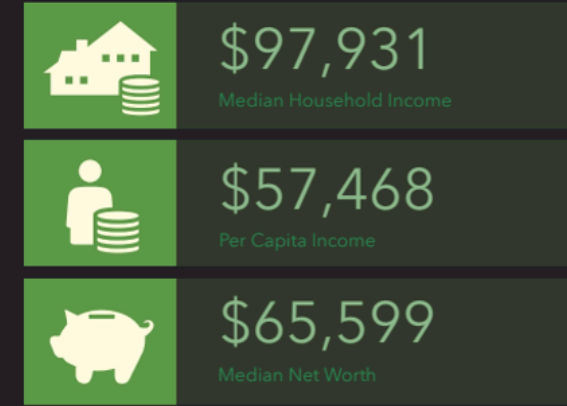 $97,931
Median Household Income
$57,468
Per Capita Income
$65,599
Median Net Worth